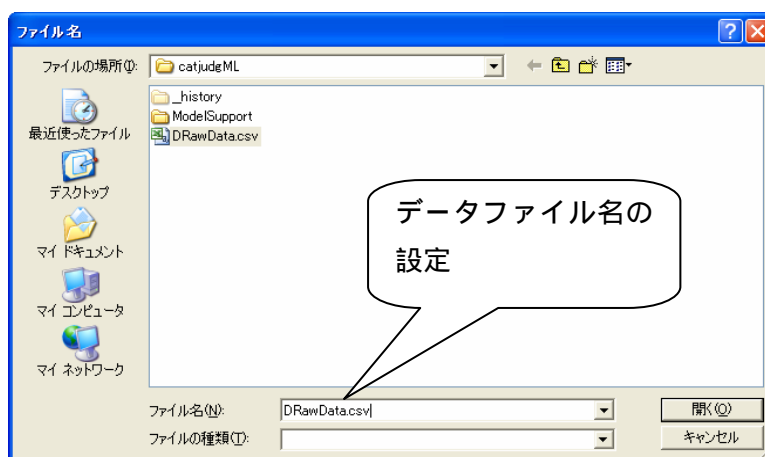 ファイル名
ファイルの場所(I):
catjudgML
_history
ModelSupport
DRawData.csv
最近使ったファイル
デスクトップ
マイ ドキュメント
マイ コンピュータ
マイ ネットワーク
データファイル名の
設定
ファイル名(N):
DRawData.csv
開く(O)
ファイルの種類(T):
キャンセル